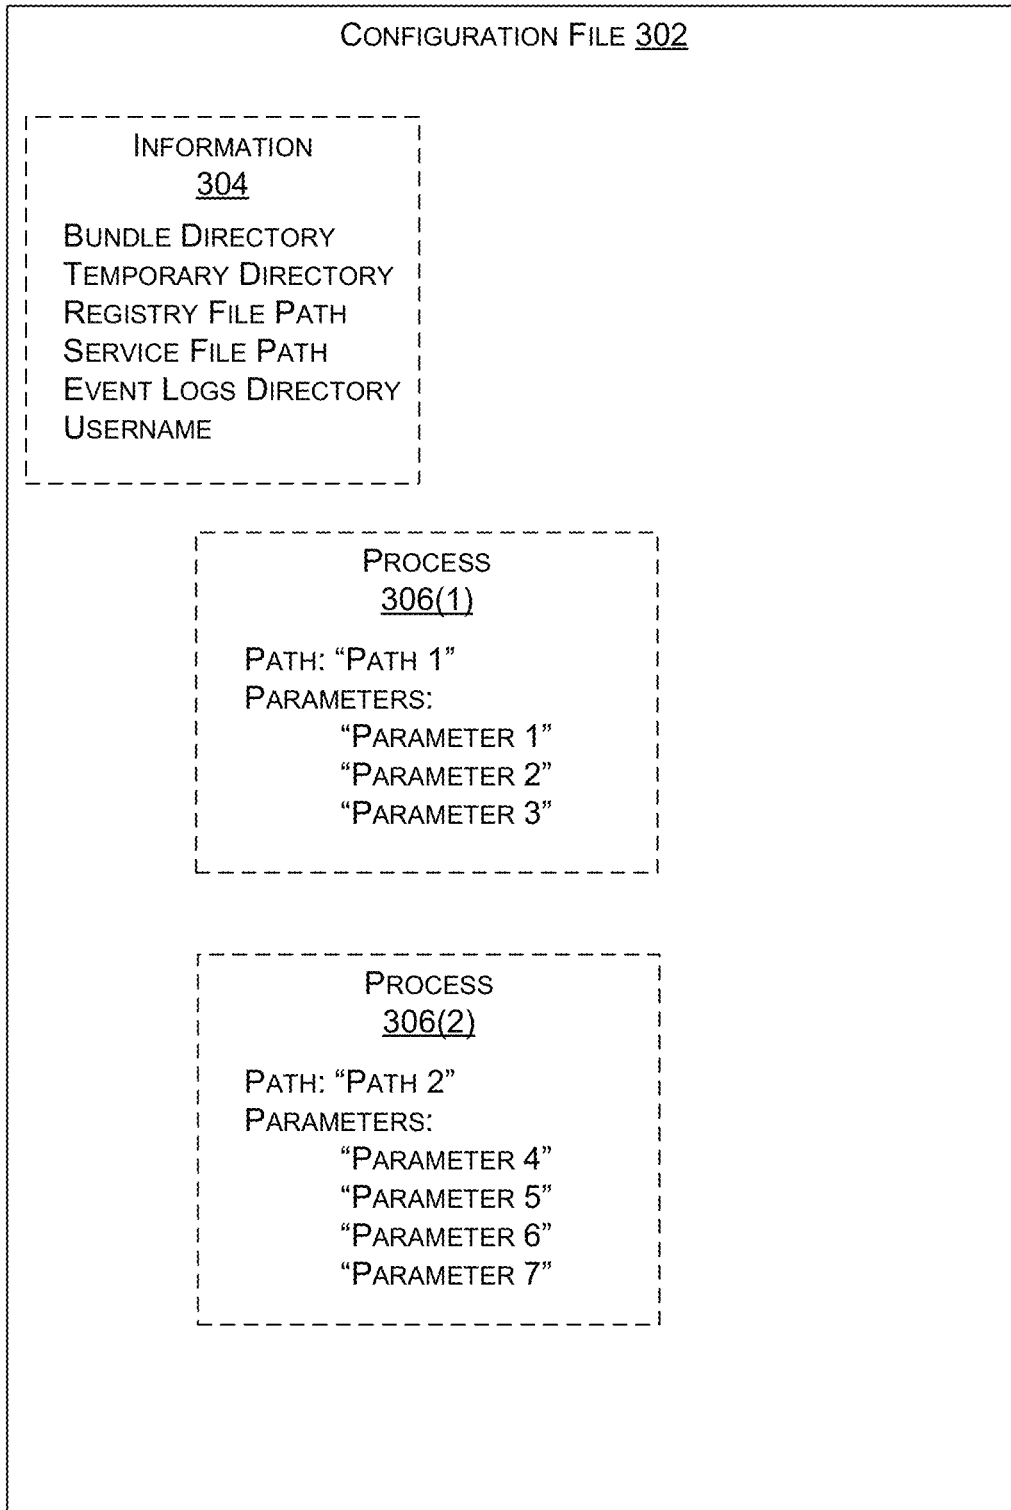 CONFIGURATION FILE 302
INFORMATION
304
BUNDLE DIRECTORY
TEMPORARY DIRECTORY
REGISTRY FILE PATH
SERVICE FILE PATH
EVENT LOGS DIRECTORY
USERNAME
PROCESS
306(1)
PATH: “PATH 1”
PARAMETERS:
“PARAMETER 1”
“PARAMETER 2”
“PARAMETER 3”
PROCESS
306(2)
PATH: “PATH 2”
PARAMETERS:
“PARAMETER 4”
“PARAMETER 5”
“PARAMETER 6”
“PARAMETER 7”